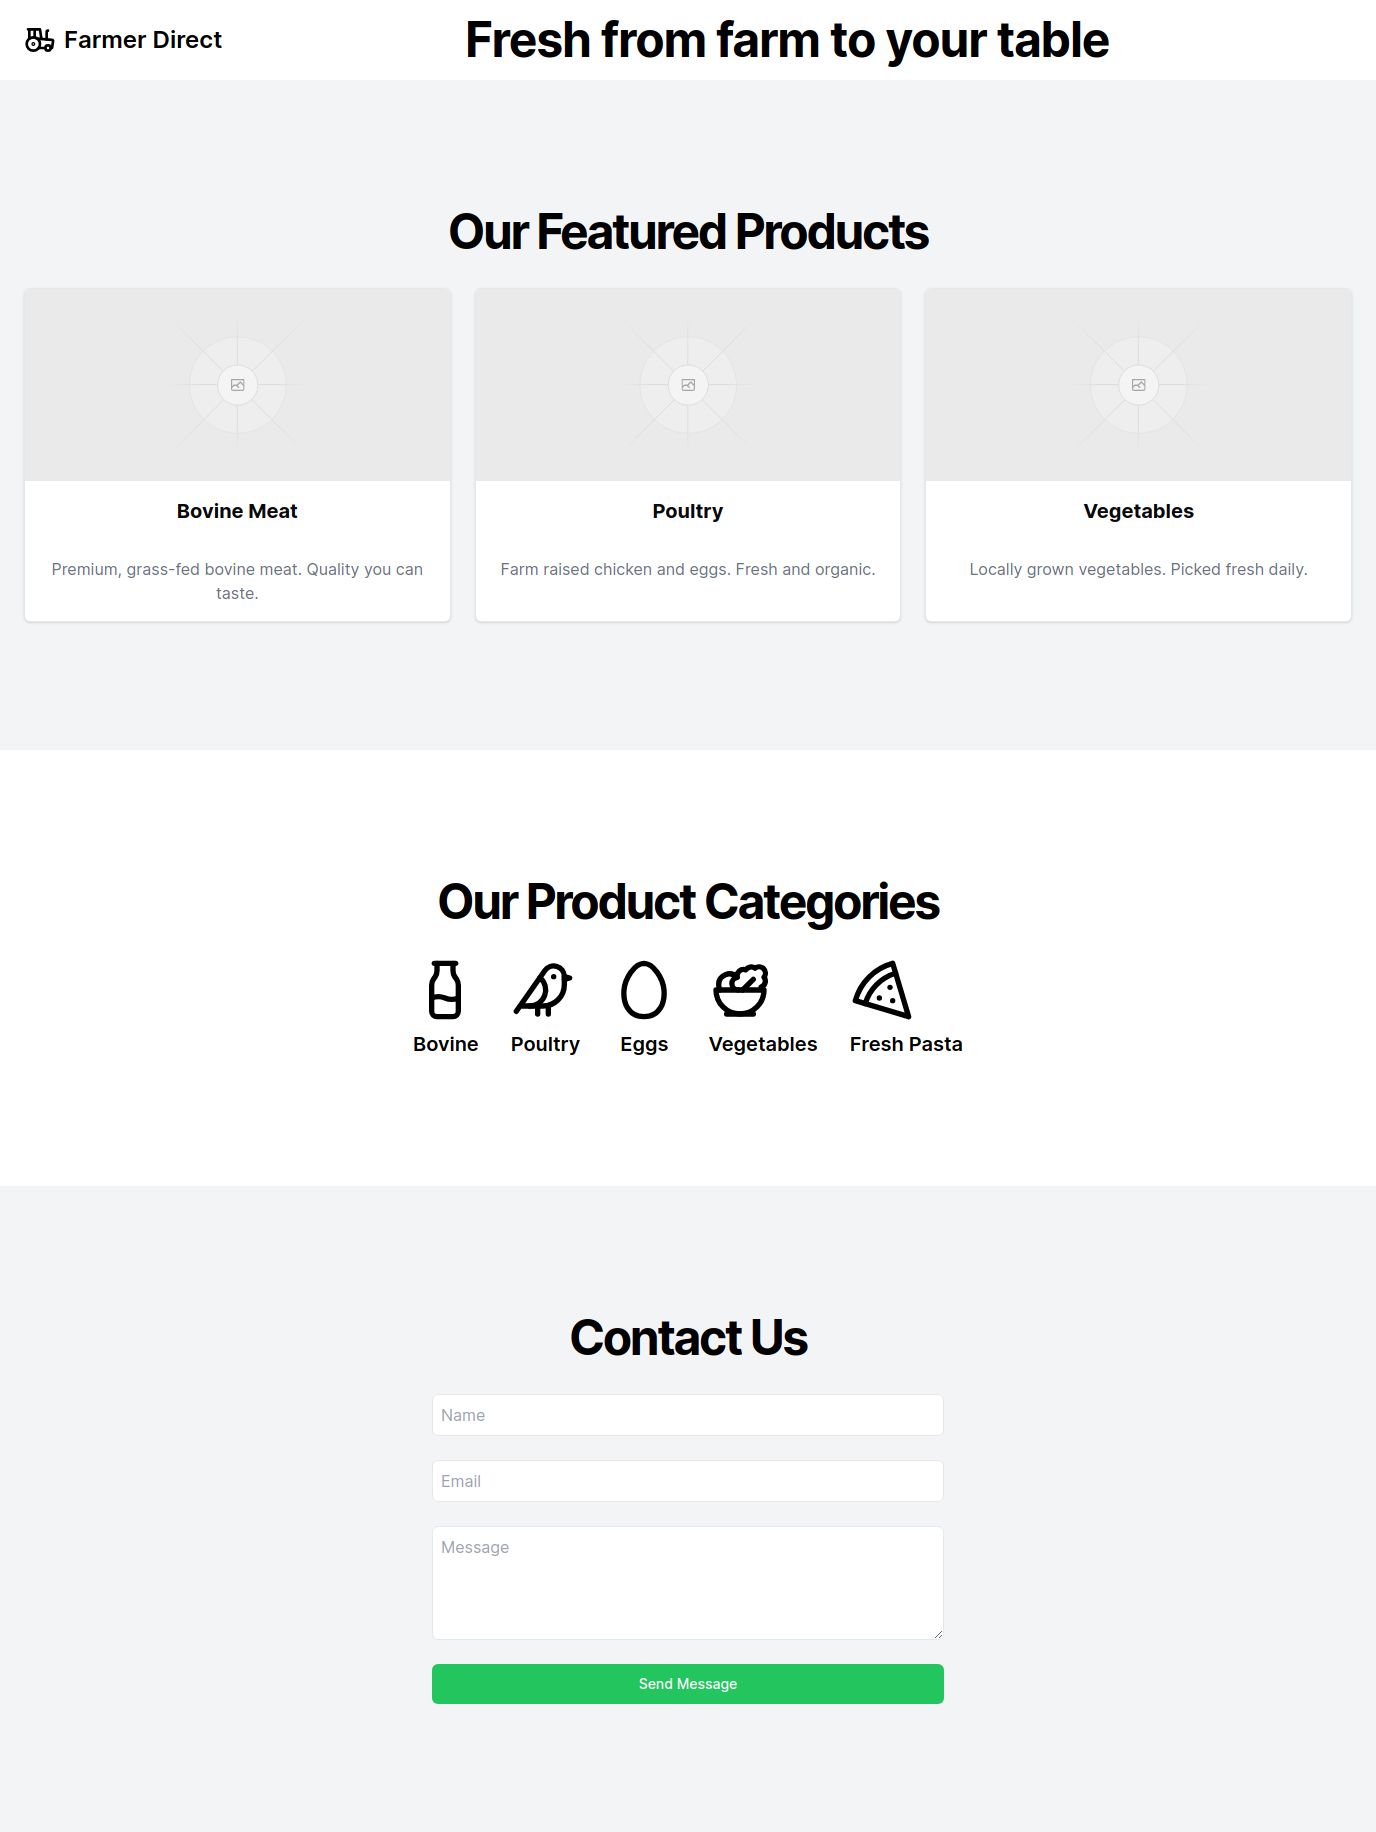 Farmer Direct
Fresh from farm to your table
Our Featured Products
Bovine Meat
Premium, grass-fed bovine meat. Quality you can
taste.
Poultry
Farm raised chicken and eggs. Fresh and organic.
Vegetables
Locally grown vegetables. Picked fresh daily.
Our Product Categories
Bovine
Poultry
Eggs
Vegetables
Fresh Pasta
Contact Us
Name
Email
Message
Send Message